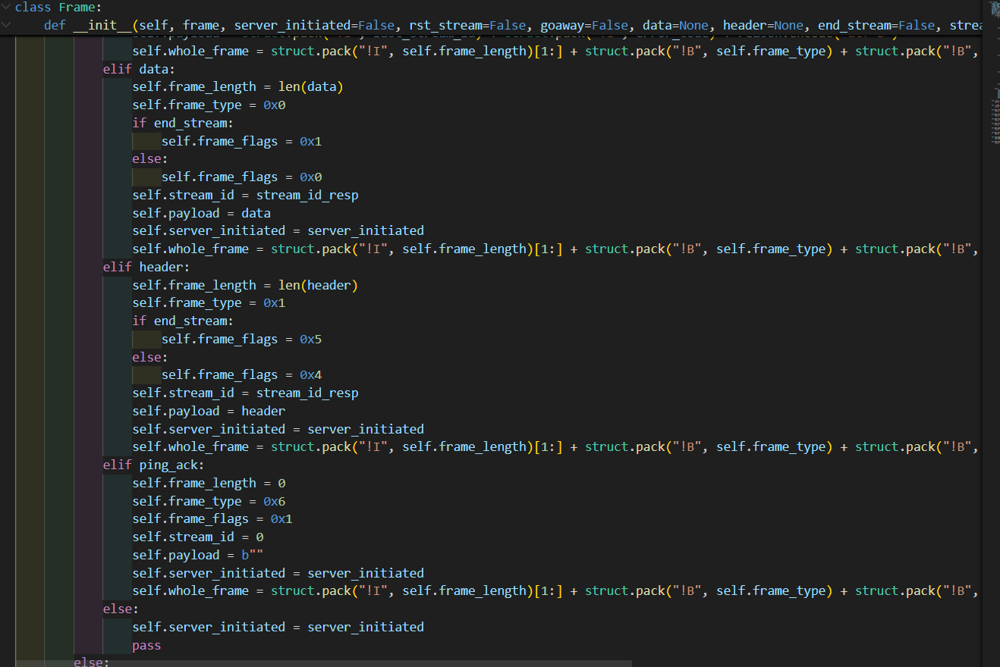 class Frame:
    def __init__(self, frame, server_initiated=False, rst_stream=False, goaway=False, data=None, header=None, end_stream=False, strea
                self.whole_frame = struct.pack("!I", self.frame_length)[1:] + struct.pack("!B", self.frame_type) + struct.pack("!B",
            elif data:
                self.frame_length = len(data)
                self.frame_type = 0x0
                if end_stream:
                    self.frame_flags = 0x1
                else:
                    self.frame_flags = 0x0
                self.stream_id = stream_id_resp
                self.payload = data
                self.server_initiated = server_initiated
                self.whole_frame = struct.pack("!I", self.frame_length)[1:] + struct.pack("!B", self.frame_type) + struct.pack("!B",
            elif header:
                self.frame_length = len(header)
                self.frame_type = 0x1
                if end_stream:
                    self.frame_flags = 0x5
                else:
                    self.frame_flags = 0x4
                self.stream_id = stream_id_resp
                self.payload = header
                self.server_initiated = server_initiated
                self.whole_frame = struct.pack("!I", self.frame_length)[1:] + struct.pack("!B", self.frame_type) + struct.pack("!B",
            elif ping_ack:
                self.frame_length = 0
                self.frame_type = 0x6
                self.frame_flags = 0x1
                self.stream_id = 0
                self.payload = b""
                self.server_initiated = server_initiated
                self.whole_frame = struct.pack("!I", self.frame_length)[1:] + struct.pack("!B", self.frame_type) + struct.pack("!B",
            else:
                self.server_initiated = server_initiated
                pass
        else: